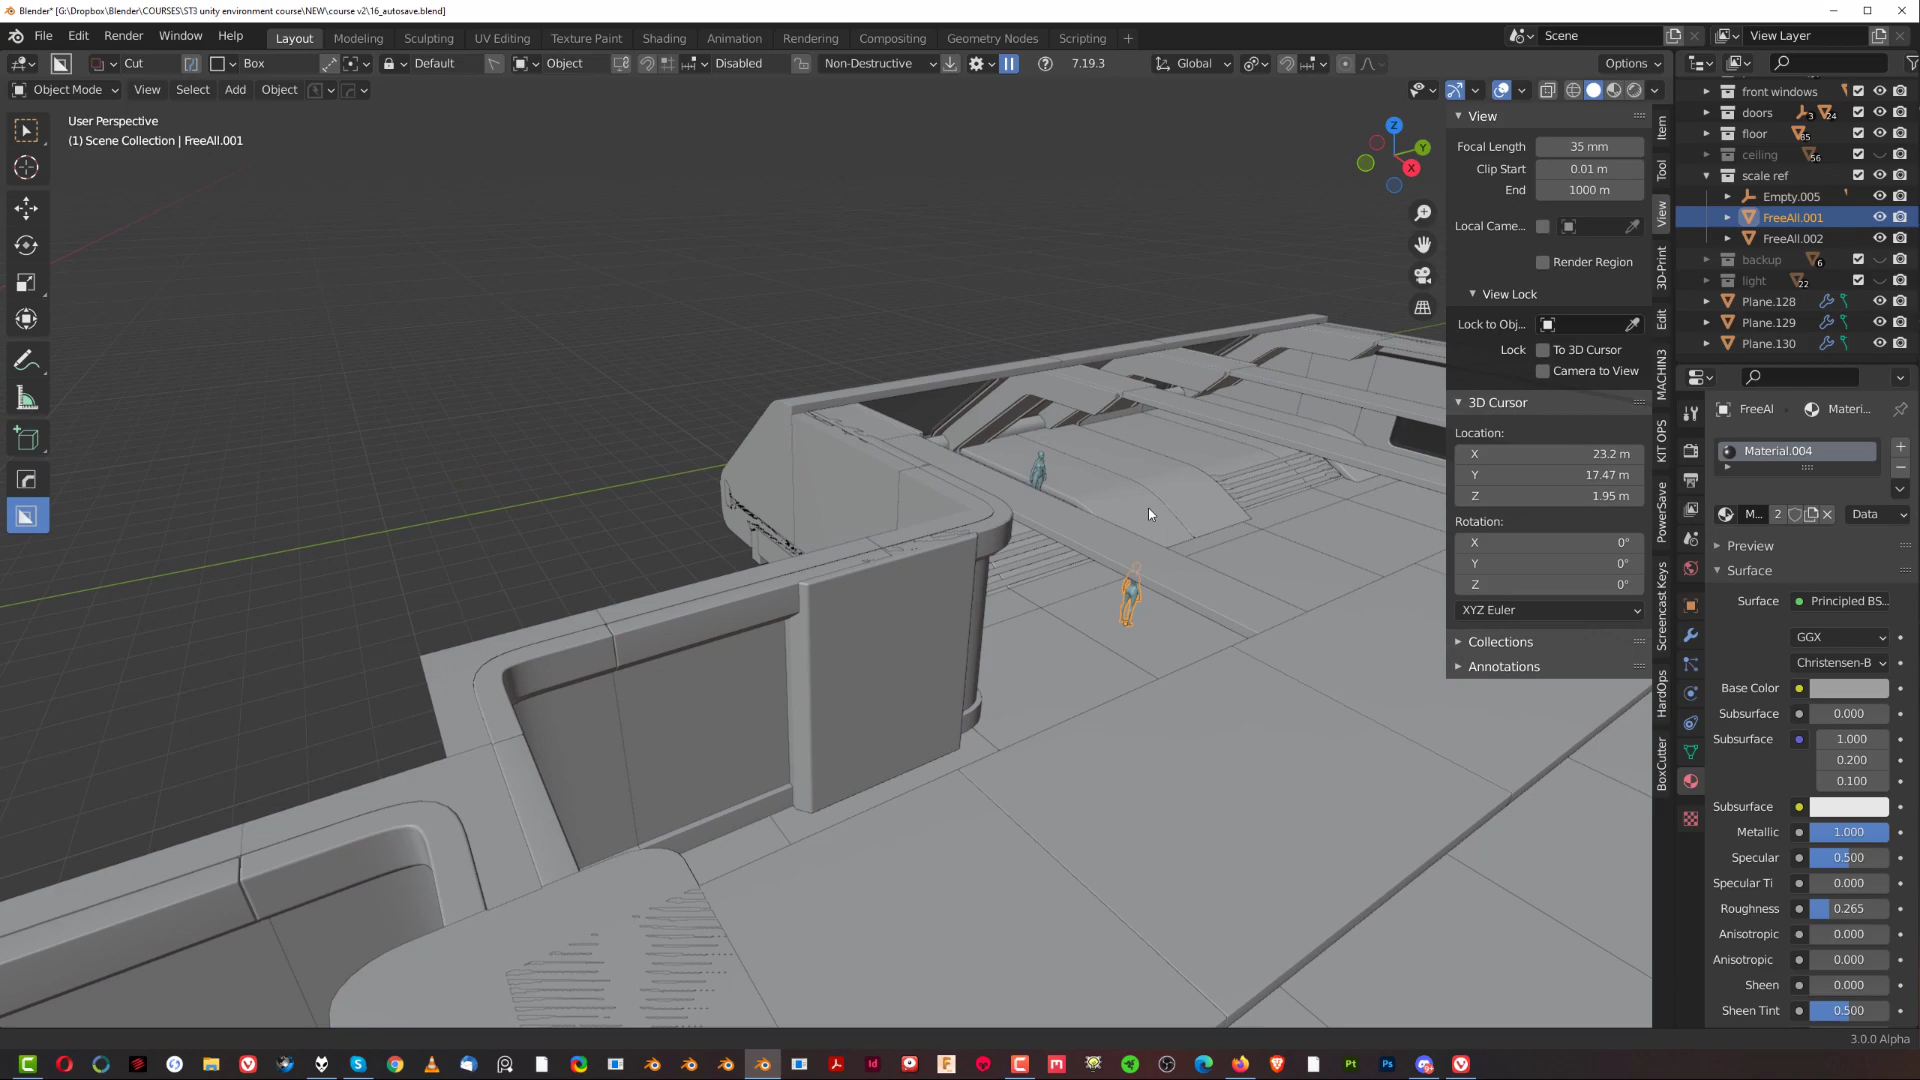 Blender* [G:\Dropbox\Blender\COURSES\ST3 unity environment course\NEW\course v2\16_autosave.blend]
File Edit Render Window Help Layout Modeling Sculpting UV Editing Texture Paint Shading Animation Rendering Compositing Geometry Nodes Scripting + Scene View Layer
Cut Box Default Object Disabled Non-Destructive 7.19.3 Global Options
Object Mode View Select Add Object
User Perspective
(1) Scene Collection | FreeAll.001
Z
Y
X
View
Focal Length 35 mm
Clip Start 0.01 m
End 1000 m
Local Came...
Render Region
View Lock
Lock to Obj...
Lock To 3D Cursor
Camera to View
3D Cursor
Location:
X 23.2 m
Y 17.47 m
Z 1.95 m
Rotation:
X 0°
Y 0°
Z 0°
XYZ Euler
Collections
Annotations
Item
Tool
View
3D-Print
Edit
MACHIN3
KIT OPS
PowerSave
Screencast Keys
HardOps
BoxCutter
front windows
doors 3 24
floor 85
ceiling 56
scale ref
Empty.005
FreeAll.001
FreeAll.002
backup 6
light 22
Plane.128
Plane.129
Plane.130
FreeAl Materi...
Material.004
M... 2 Data
Preview
Surface
Surface Principled BS...
GGX
Christensen-B
Base Color
Subsurface 0.000
Subsurface 1.000
0.200
0.100
Subsurface
Metallic 1.000
Specular 0.500
Specular Ti 0.000
Roughness 0.265
Anisotropic 0.000
Anisotropic 0.000
Sheen 0.000
Sheen Tint 0.500
3.0.0 Alpha
Id
F
m
Pt
Ps